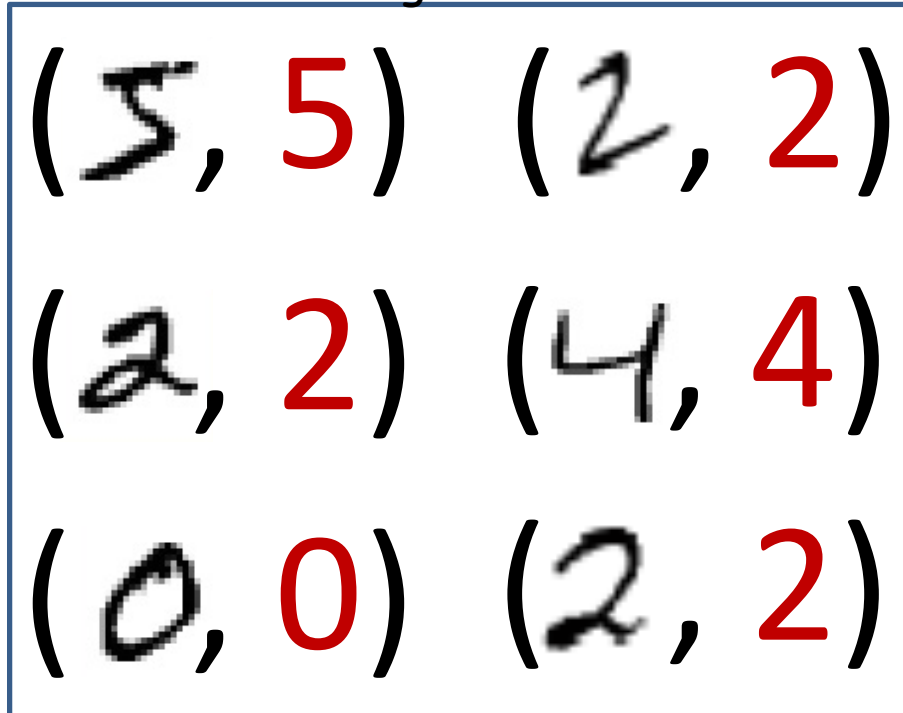 (5, 5) (2, 2)
(2, 2) (4, 4)
(0, 0) (2, 2)